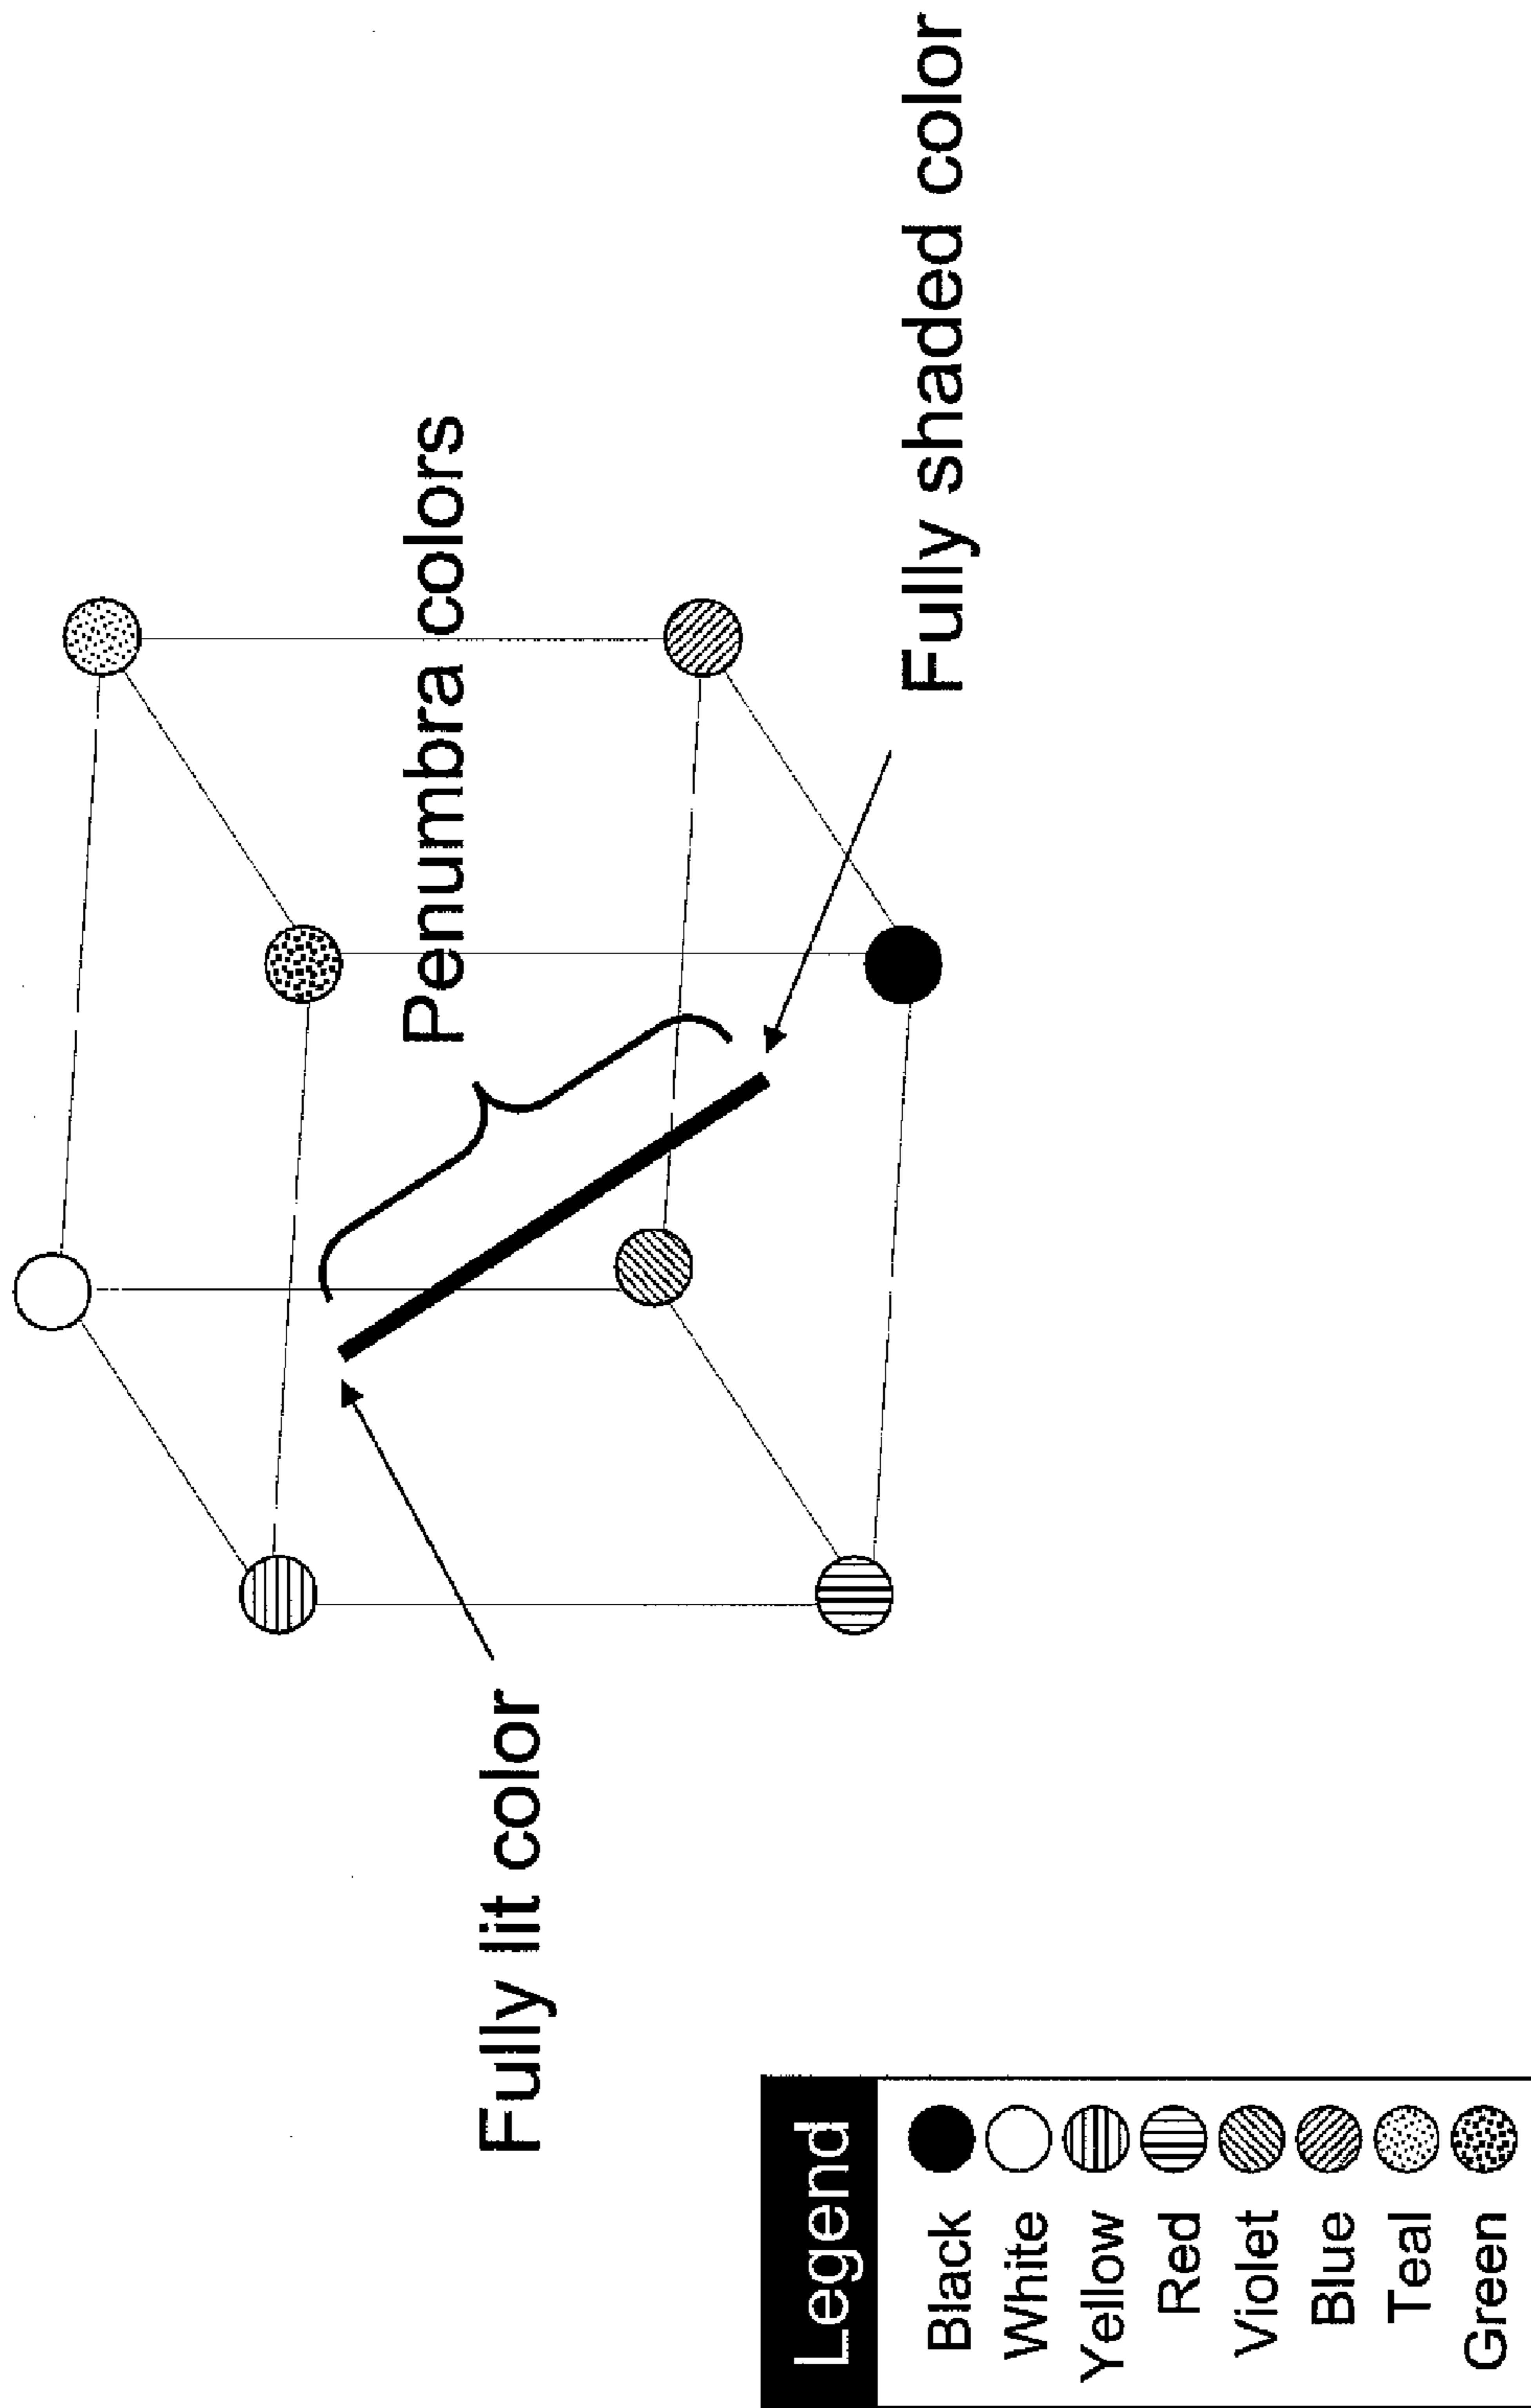 Penumbra colors
Fully lit color
Fully shaded color
Legend
Black
White
Yellow
Red
Violet
Blue
Teal
Green